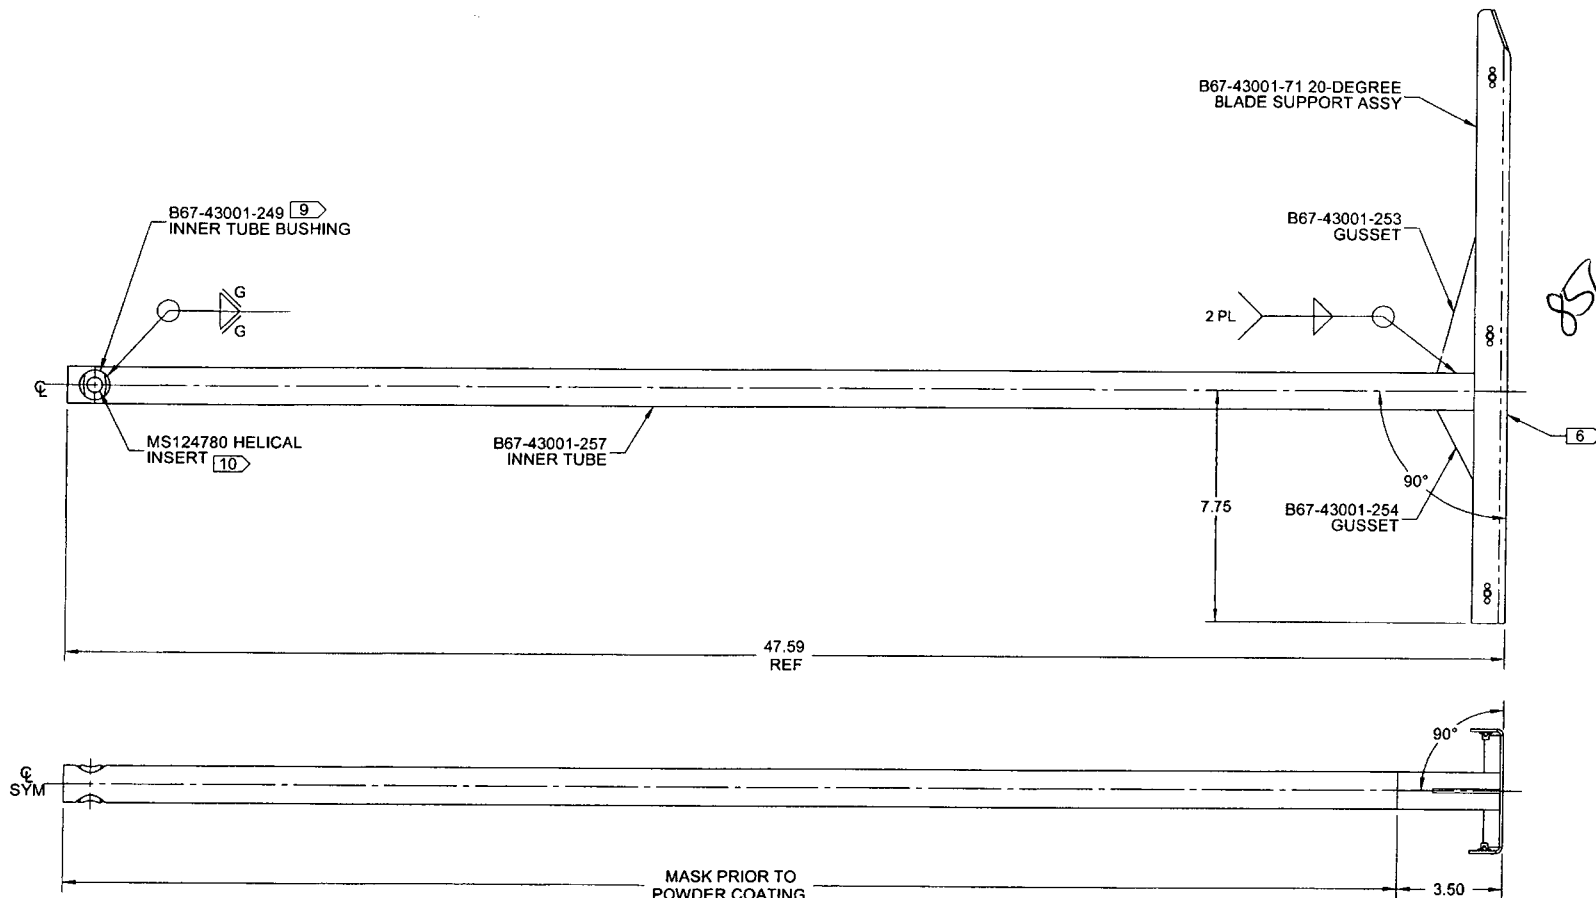 B67-43001-71 20-DEGREE
BLADE SUPPORT ASSY
B67-43001-249 9
INNER TUBE BUSHING
B67-43001-253
GUSSET
G
G
2 PL
℄
MS124780 HELICAL
INSERT 10
B67-43001-257
INNER TUBE
6
90°
7.75
B67-43001-254
GUSSET
47.59
REF
90°
℄
SYM
MASK PRIOR TO
POWDER COATING
3.50